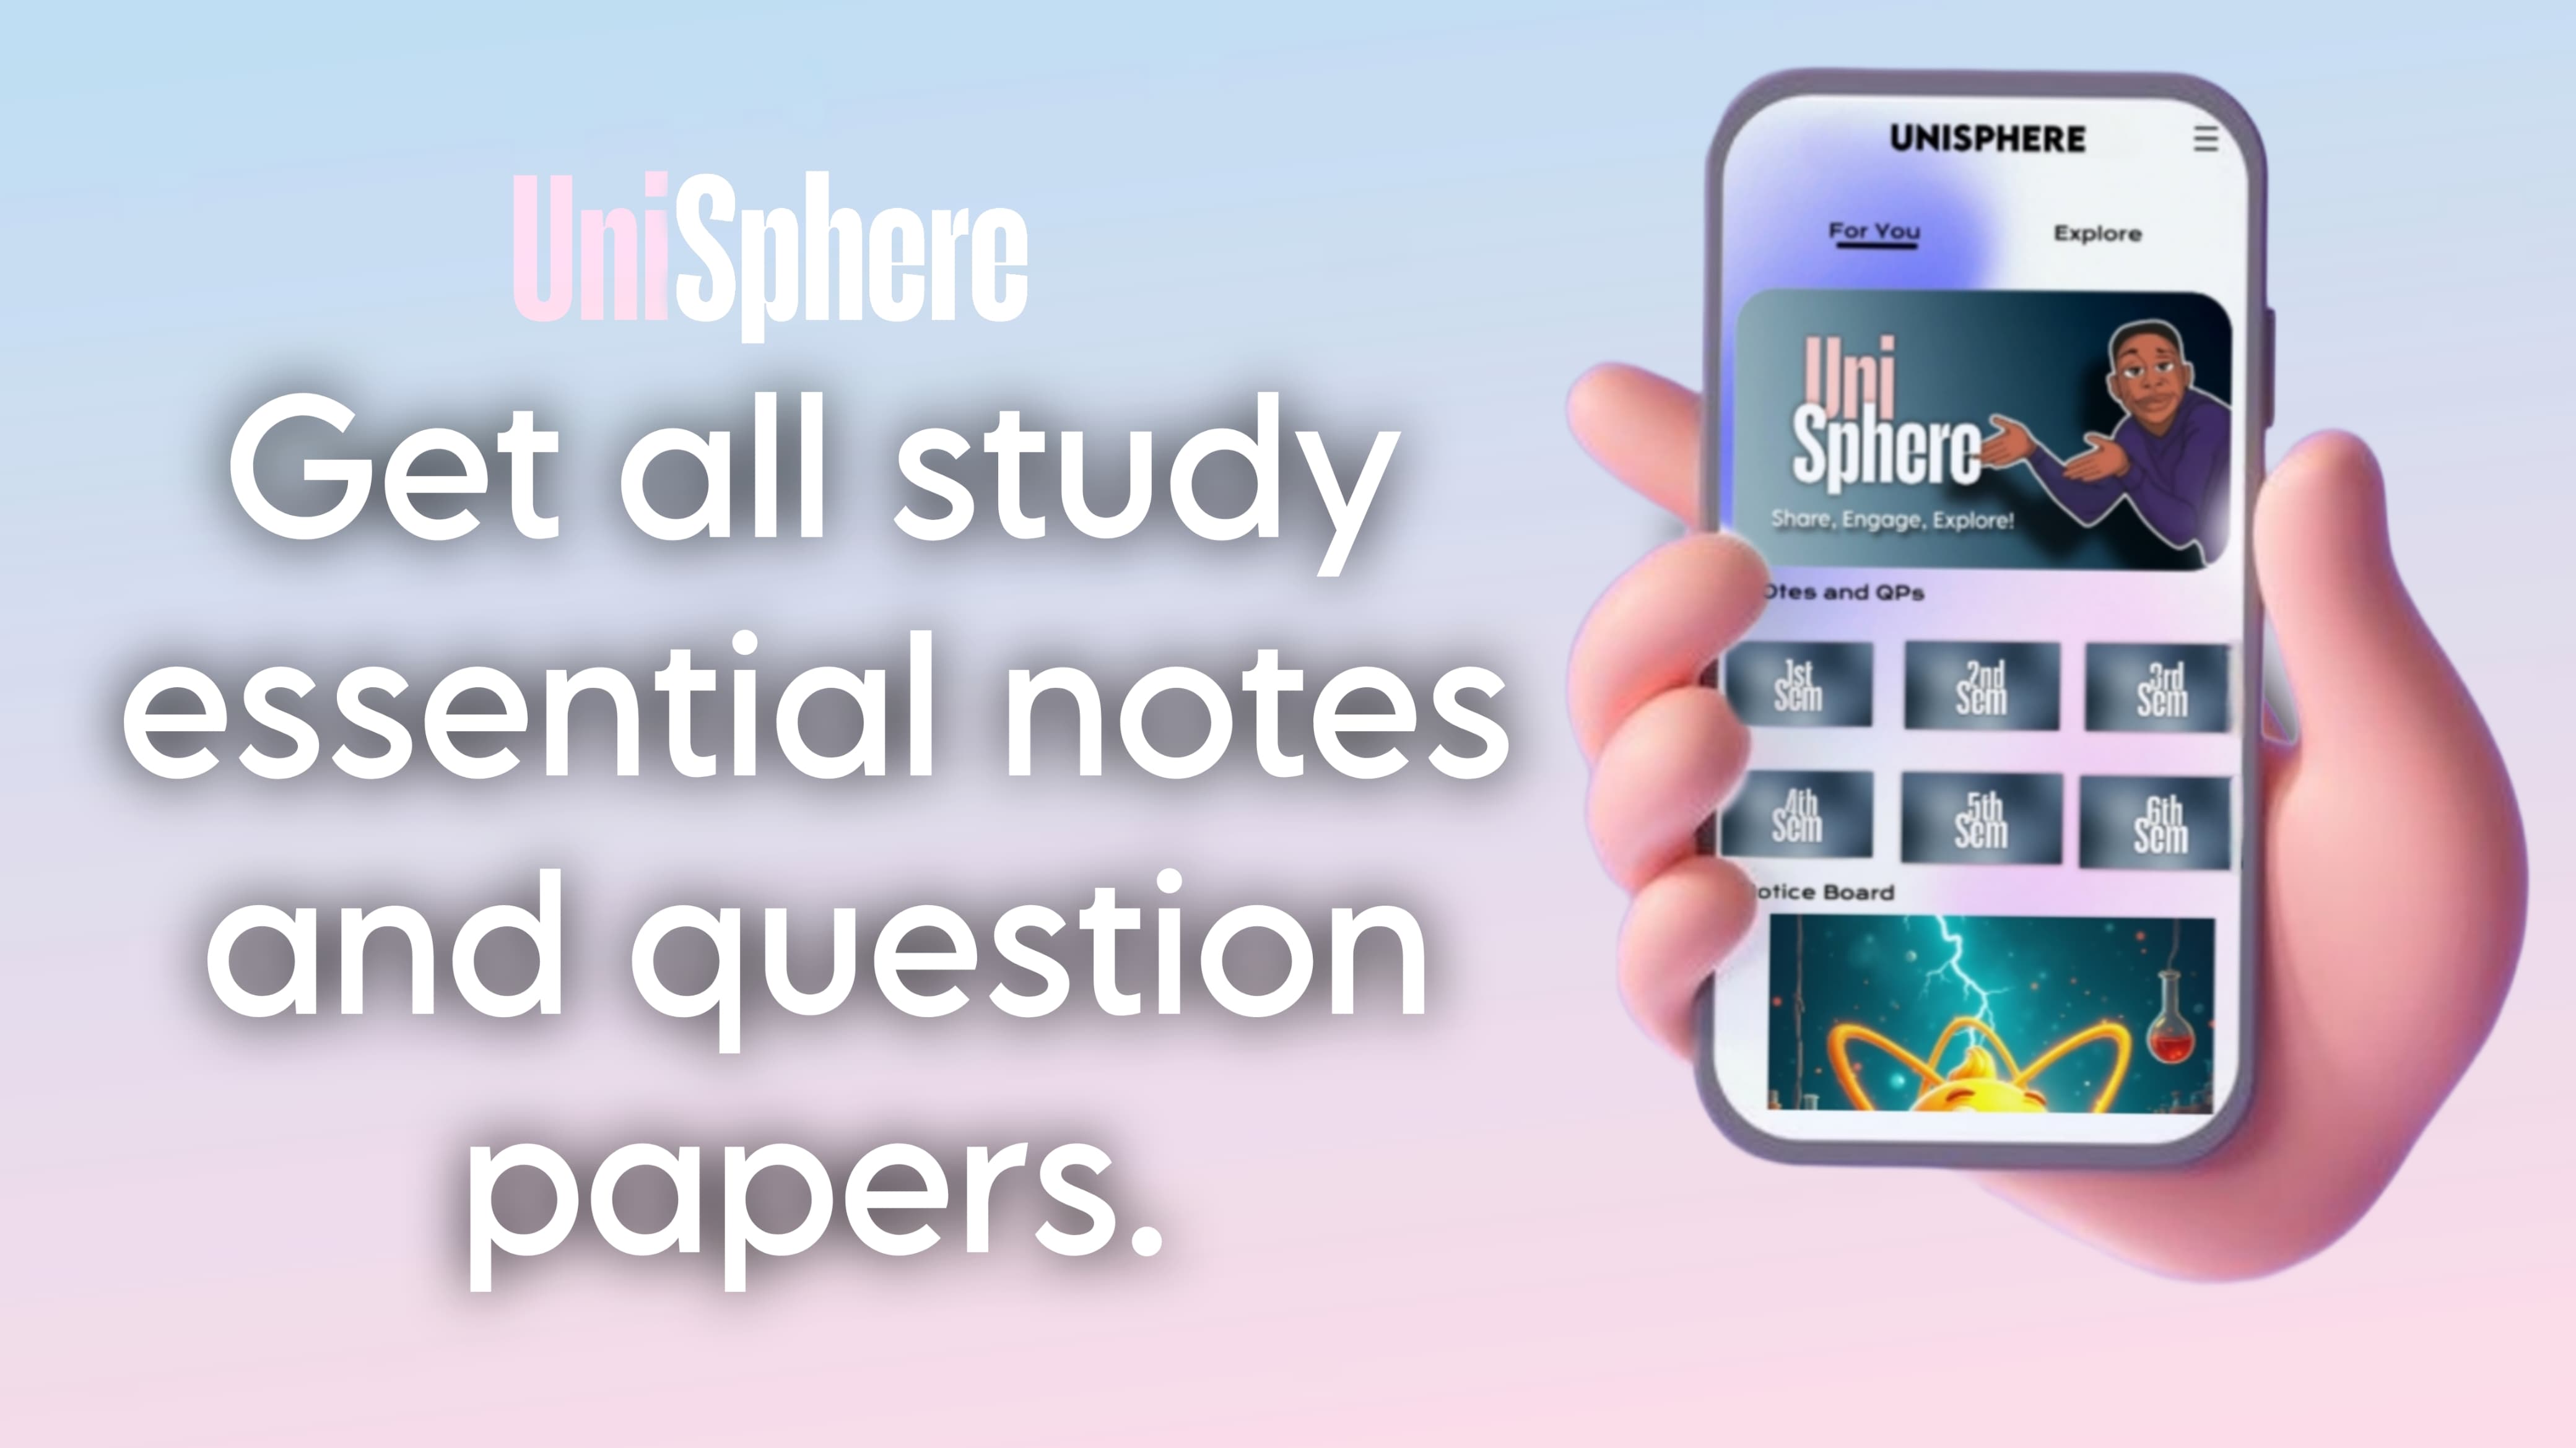 UniSphere
Get all study
essential notes
and question
papers.
UNISPHERE
For You
Explore
Uni
Sphere
Share, Engage, Explore!
otes and QPs
1st
Sem
2nd
Sem
3rd
Sem
4th
Sem
5th
Sem
6th
Sem
otice Board